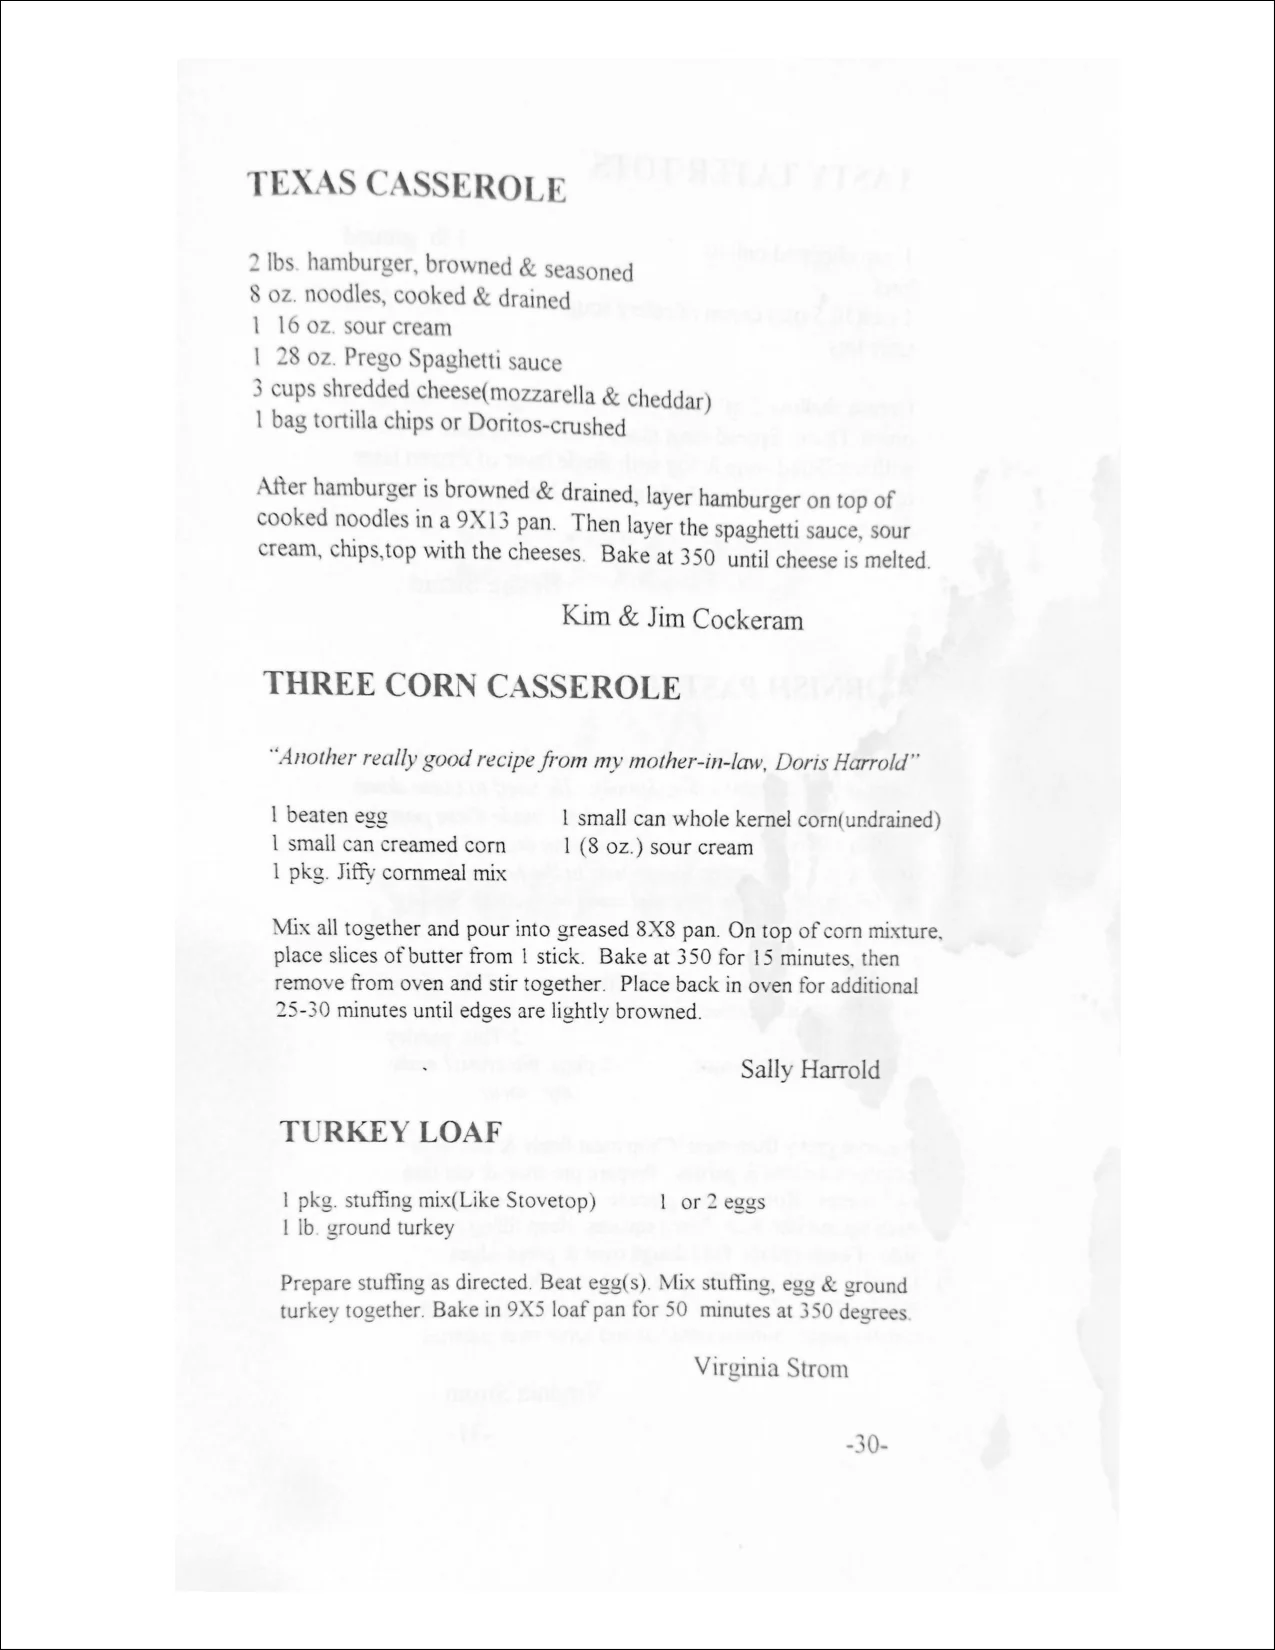 TEXAS CASSEROLE
2 lbs. hamburger, browned & seasoned
8 oz. noodles, cooked & drained
1 16 oz. sour cream
1 28 oz. Prego Spaghetti sauce
3 cups shredded cheese(mozzarella & cheddar)
1 bag tortilla chips or Doritos-crushed
After hamburger is browned & drained, layer hamburger on top of
cooked noodles in a 9X13 pan. Then layer the spaghetti sauce, sour
cream, chips,top with the cheeses. Bake at 350 until cheese is melted.
Kim & Jim Cockeram
THREE CORN CASSEROLE
"Another really good recipe from my mother-in-law, Doris Harrold"
1 beaten egg 1 small can whole kernel corn(undrained)
1 small can creamed corn 1 (8 oz.) sour cream
1 pkg. Jiffy cornmeal mix
Mix all together and pour into greased 8X8 pan. On top of corn mixture,
place slices of butter from 1 stick. Bake at 350 for 15 minutes, then
remove from oven and stir together. Place back in oven for additional
25-30 minutes until edges are lightly browned.
Sally Harrold
TURKEY LOAF
1 pkg. stuffing mix(Like Stovetop) 1 or 2 eggs
1 lb. ground turkey
Prepare stuffing as directed. Beat egg(s). Mix stuffing, egg & ground
turkey together. Bake in 9X5 loaf pan for 50 minutes at 350 degrees.
Virginia Strom
-30-